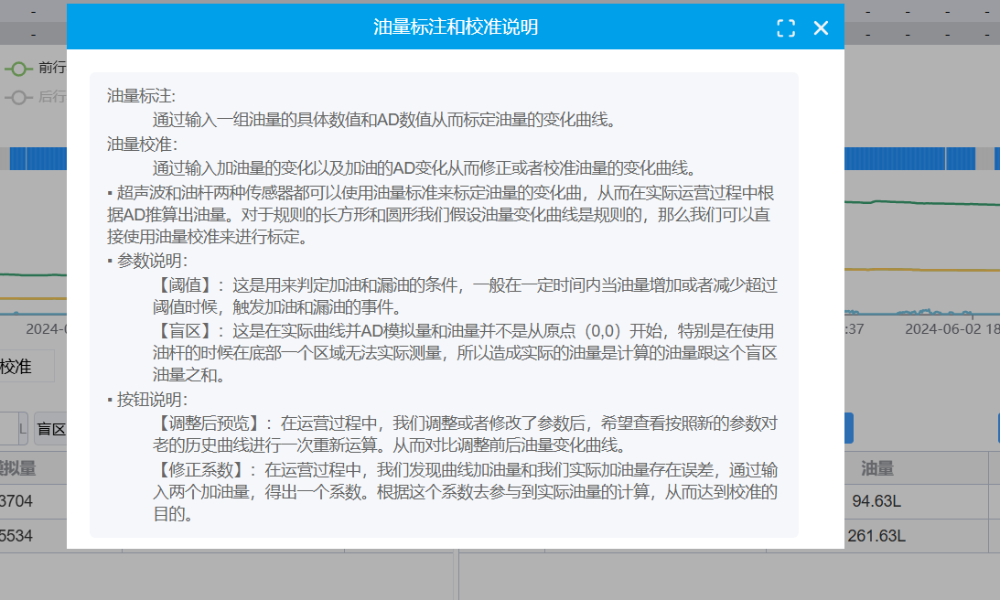 - - - - -
- - - - -
油量标注和校准说明
前行
后行
油量标注:
通过输入一组油量的具体数值和AD数值从而标定油量的变化曲线。
油量校准:
通过输入加油量的变化以及加油的AD变化从而修正或者校准油量的变化曲线。
▪ 超声波和油杆两种传感器都可以使用油量标准来标定油量的变化曲，从而在实际运营过程中根
据AD推算出油量。对于规则的长方形和圆形我们假设油量变化曲线是规则的，那么我们可以直
接使用油量校准来进行标定。
▪ 参数说明:
【阈值】：这是用来判定加油和漏油的条件，一般在一定时间内当油量增加或者减少超过
阈值时候，触发加油和漏油的事件。
【盲区】：这是在实际曲线并AD模拟量和油量并不是从原点（0,0）开始，特别是在使用
油杆的时候在底部一个区域无法实际测量，所以造成实际的油量是计算的油量跟这个盲区
油量之和。
▪ 按钮说明:
【调整后预览】：在运营过程中，我们调整或者修改了参数后，希望查看按照新的参数对
老的历史曲线进行一次重新运算。从而对比调整前后油量变化曲线。
【修正系数】：在运营过程中，我们发现曲线加油量和我们实际加油量存在误差，通过输
入两个加油量，得出一个系数。根据这个系数去参与到实际油量的计算，从而达到校准的
目的。
2024-0
:37
2024-06-02 18
校准
L
盲区
模拟量
油量
3704
94.63L
5534
261.63L